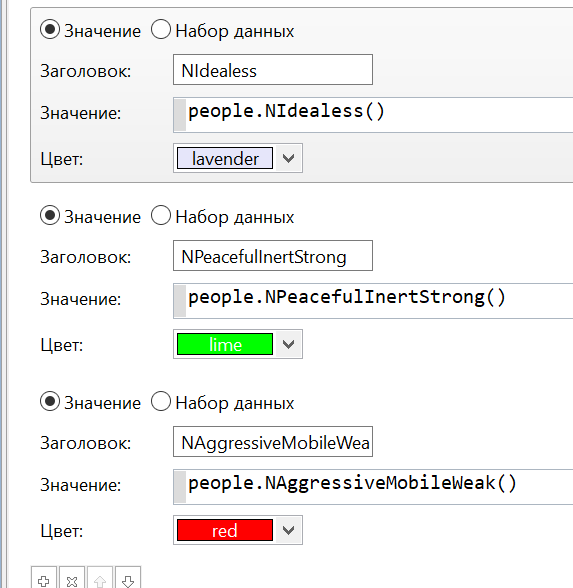 Значение Набор данных
Заголовок: NIdealess
Значение: people.NIdealess()
Цвет: lavender
Значение Набор данных
Заголовок: NPeacefulInertStrong
Значение: people.NPeacefulInertStrong()
Цвет: lime
Значение Набор данных
Заголовок: NAggressiveMobileWea
Значение: people.NAggressiveMobileWeak()
Цвет: red